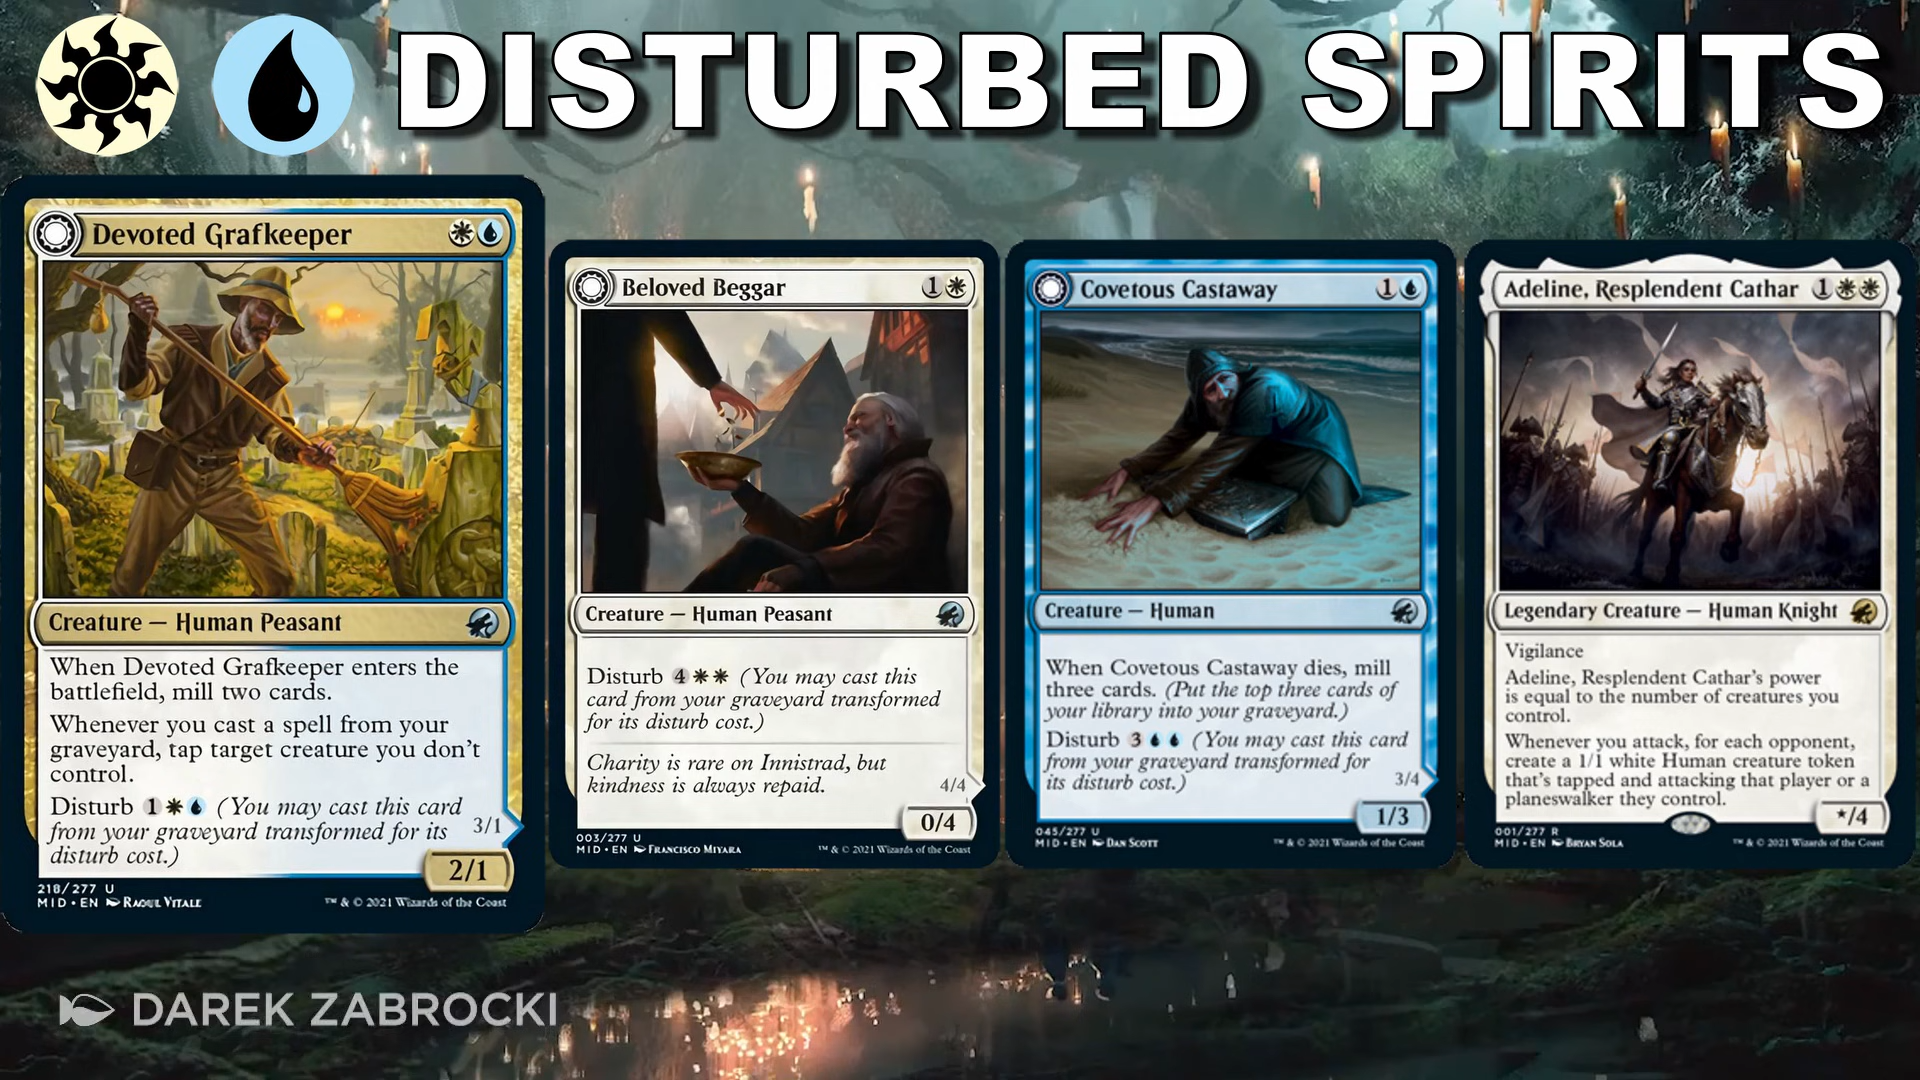 DISTURBED SPIRITS
Devoted Grafkeeper
Creature — Human Peasant
When Devoted Grafkeeper enters the
battlefield, mill two cards.
Whenever you cast a spell from your
graveyard, tap target creature you don't
control.
Disturb 1 (You may cast this card
from your graveyard transformed for its
disturb cost.)
3/1
2/1
218/277 U
MID • EN Raoul Vitale
™ & © 2021 Wizards of the Coast
Beloved Beggar 1
Creature — Human Peasant
Disturb 4 (You may cast this
card from your graveyard transformed
for its disturb cost.)
Charity is rare on Innistrad, but
kindness is always repaid.
4/4
0/4
003/277 U
MID • EN Francisco Miyara
™ & © 2021 Wizards of the Coast
Covetous Castaway 1
Creature — Human
When Covetous Castaway dies, mill
three cards. (Put the top three cards of
your library into your graveyard.)
Disturb 3 (You may cast this card
from your graveyard transformed for
its disturb cost.)
3/4
1/3
045/277 U
MID • EN Dan Scott
™ & © 2021 Wizards of the Coast
Adeline, Resplendent Cathar 1
Legendary Creature — Human Knight
Vigilance
Adeline, Resplendent Cathar's power
is equal to the number of creatures you
control.
Whenever you attack, for each opponent,
create a 1/1 white Human creature token
that's tapped and attacking that player or a
planeswalker they control.
*/4
001/277 R
MID • EN Bryan Sola
™ & © 2021 Wizards of the Coast
DAREK ZABROCKI